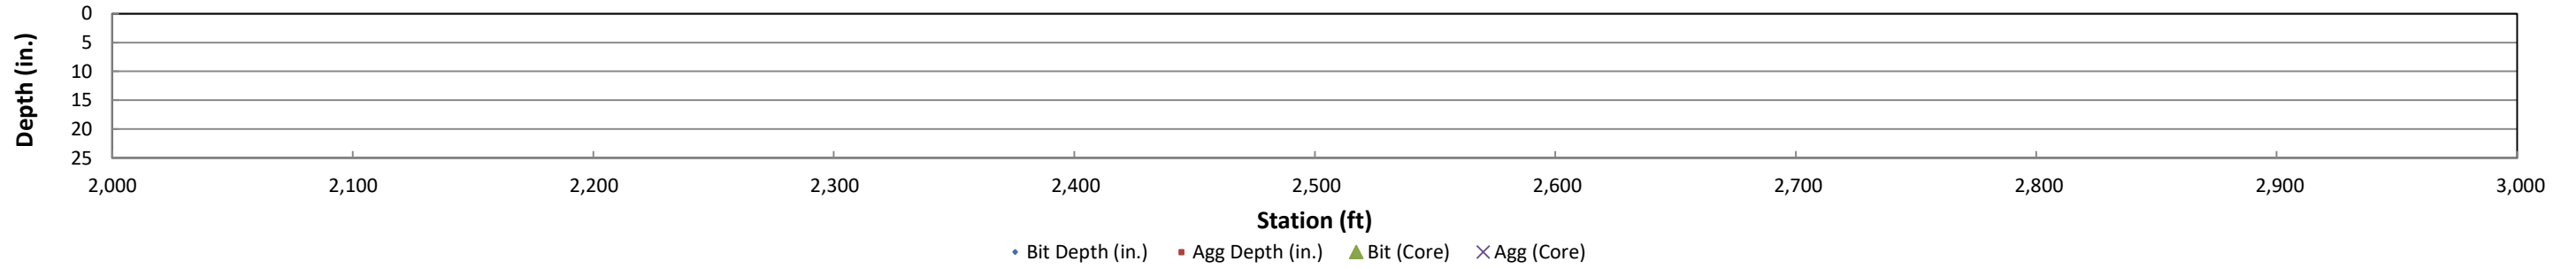 Depth (in.)
0
5
10
15
20
25
2,000 2,100 2,200 2,300 2,400 2,500 2,600 2,700 2,800 2,900 3,000
Station (ft)
Bit Depth (in.) Agg Depth (in.) Bit (Core) Agg (Core)